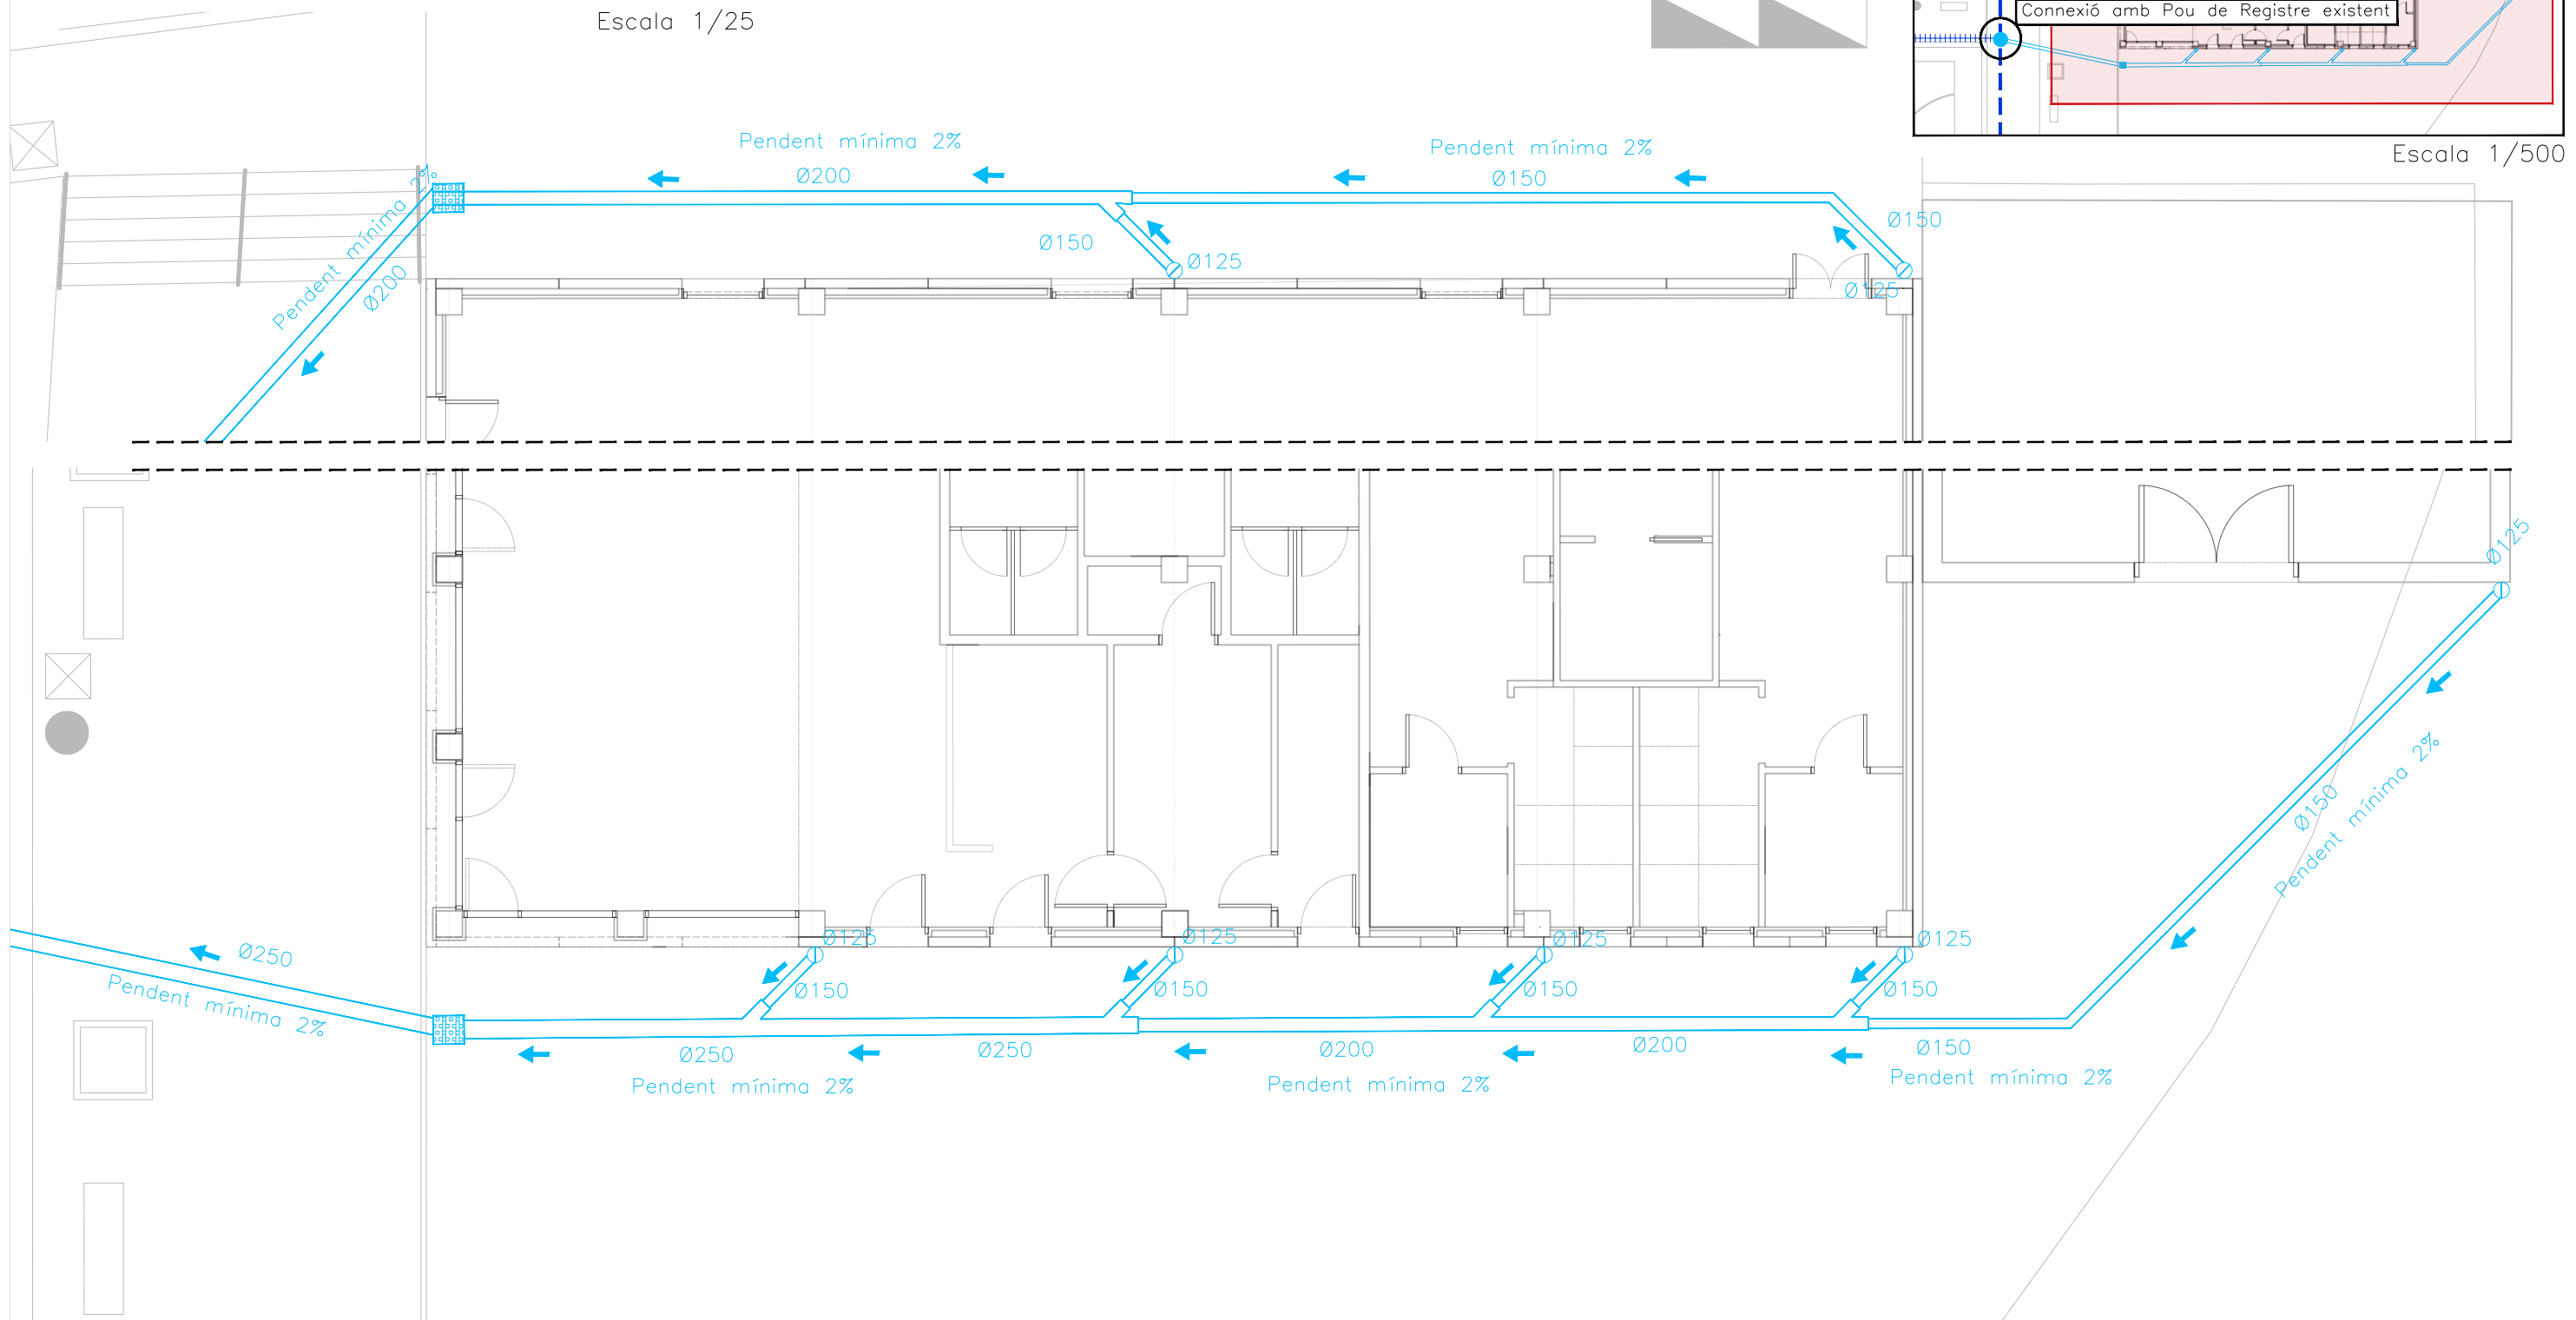 Escala 1/25
Connexió amb Pou de Registre existent
Escala 1/500
Pendent mínima 2%
Ø200
Pendent mínima 2%
Ø150
Ø150
Ø150
Ø125
Ø125
Pendent mínima 2%
Ø200
Ø125
Ø150
Pendent mínima 2%
Ø125
Ø125
Ø125
Ø125
Ø250
Pendent mínima 2%
Ø150
Ø150
Ø150
Ø150
Ø250
Ø250
Ø200
Ø200
Ø150
Pendent mínima 2%
Pendent mínima 2%
Pendent mínima 2%